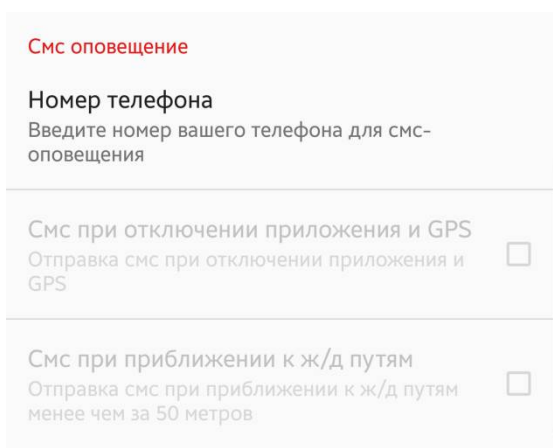 Смс оповещение
Номер телефона
Введите номер вашего телефона для смс-
оповещения
Смс при отключении приложения и GPS
Отправка смс при отключении приложения и
GPS
Смс при приближении к ж/д путям
Отправка смс при приближении к ж/д путям
менее чем за 50 метров